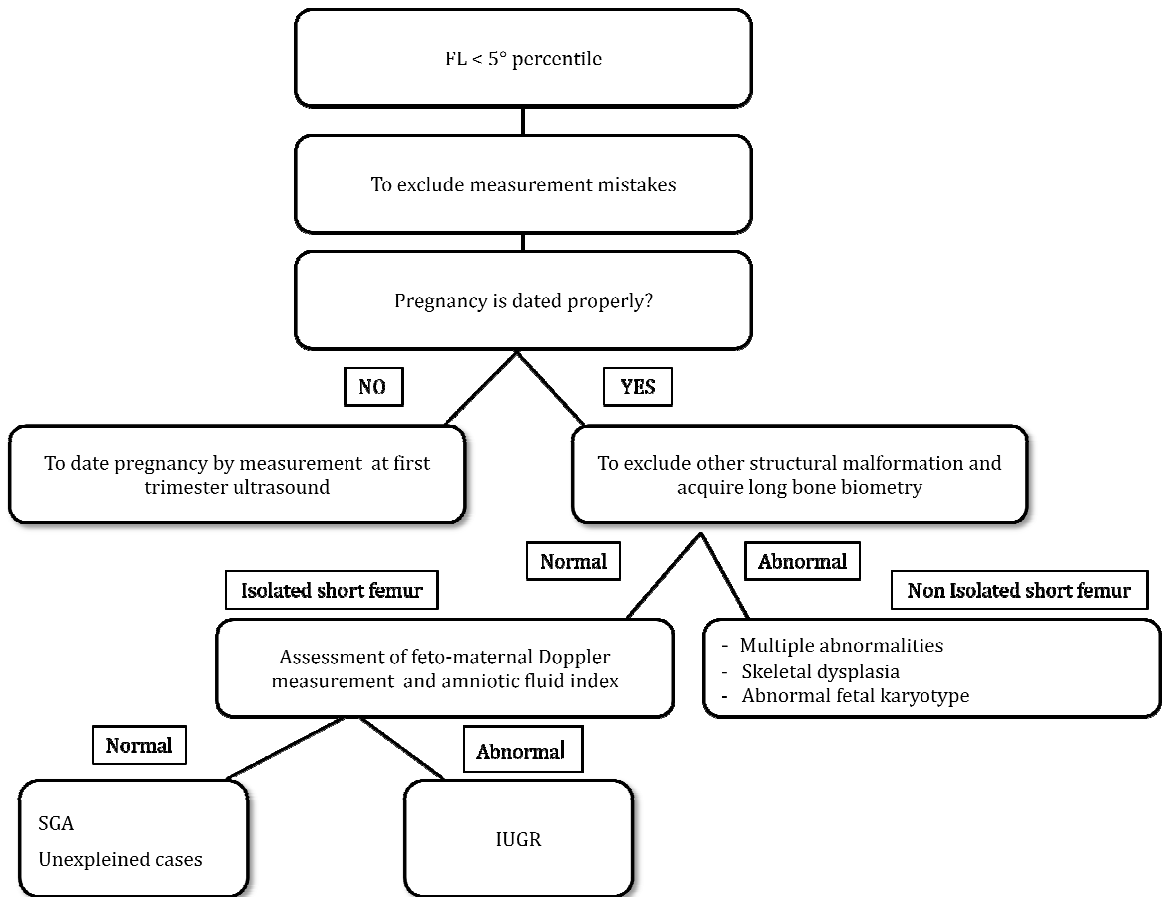 FL < 5° percentile
To exclude measurement mistakes
Pregnancy is dated properly?
NO
YES
To date pregnancy by measurement at first
trimester ultrasound
To exclude other structural malformation and
acquire long bone biometry
Normal
Abnormal
Isolated short femur
Non Isolated short femur
Assessment of feto-maternal Doppler
measurement and amniotic fluid index
- Multiple abnormalities
- Skeletal dysplasia
- Abnormal fetal karyotype
Normal
Abnormal
SGA
Unexpleined cases
IUGR